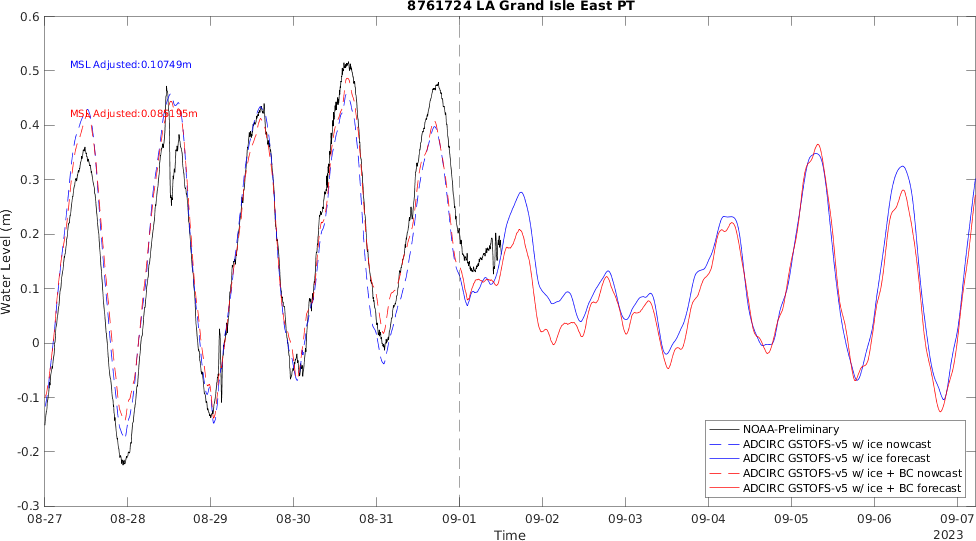 8761724 LA Grand Isle East PT
0.6
0.5
0.4
0.3
0.2
0.1
0
-0.1
-0.2
-0.3
Water Level (m)
MSL Adjusted:0.10749m
MSL Adjusted:0.085195m
NOAA-Preliminary
ADCIRC GSTOFS-v5 w/ ice nowcast
ADCIRC GSTOFS-v5 w/ ice forecast
ADCIRC GSTOFS-v5 w/ ice + BC nowcast
ADCIRC GSTOFS-v5 w/ ice + BC forecast
08-27 08-28 08-29 08-30 08-31 09-01 09-02 09-03 09-04 09-05 09-06 09-07
Time
2023